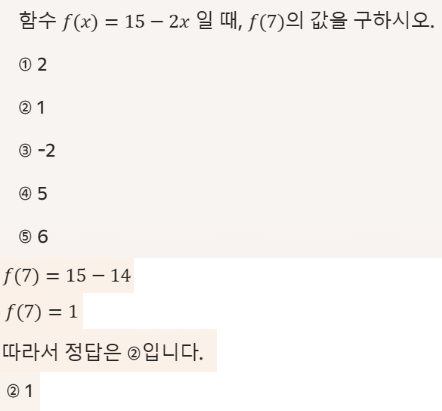 함수 f(x) = 15 − 2x 일 때, f(7)의 값을 구하시오.
① 2
② 1
③ -2
④ 5
⑤ 6
f(7) = 15 − 14
f(7) = 1
따라서 정답은 ②입니다.
② 1